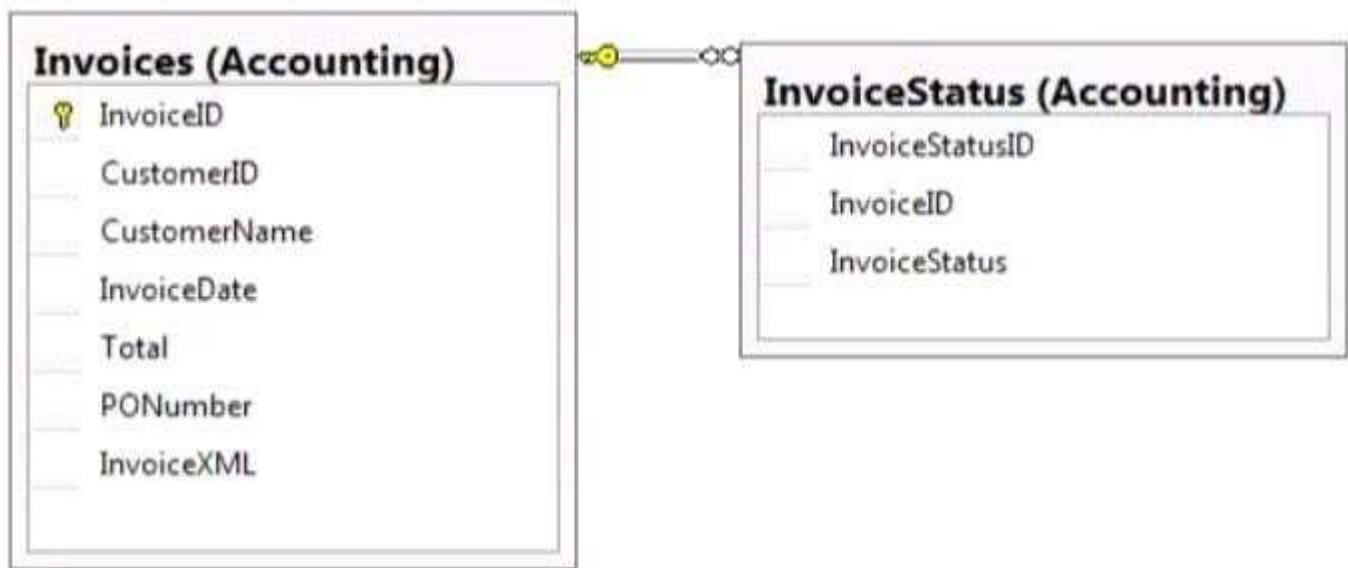 Invoices (Accounting)
InvoiceID
CustomerID
CustomerName
InvoiceDate
Total
PONumber
InvoiceXML
InvoiceStatus (Accounting)
InvoiceStatusID
InvoiceID
InvoiceStatus